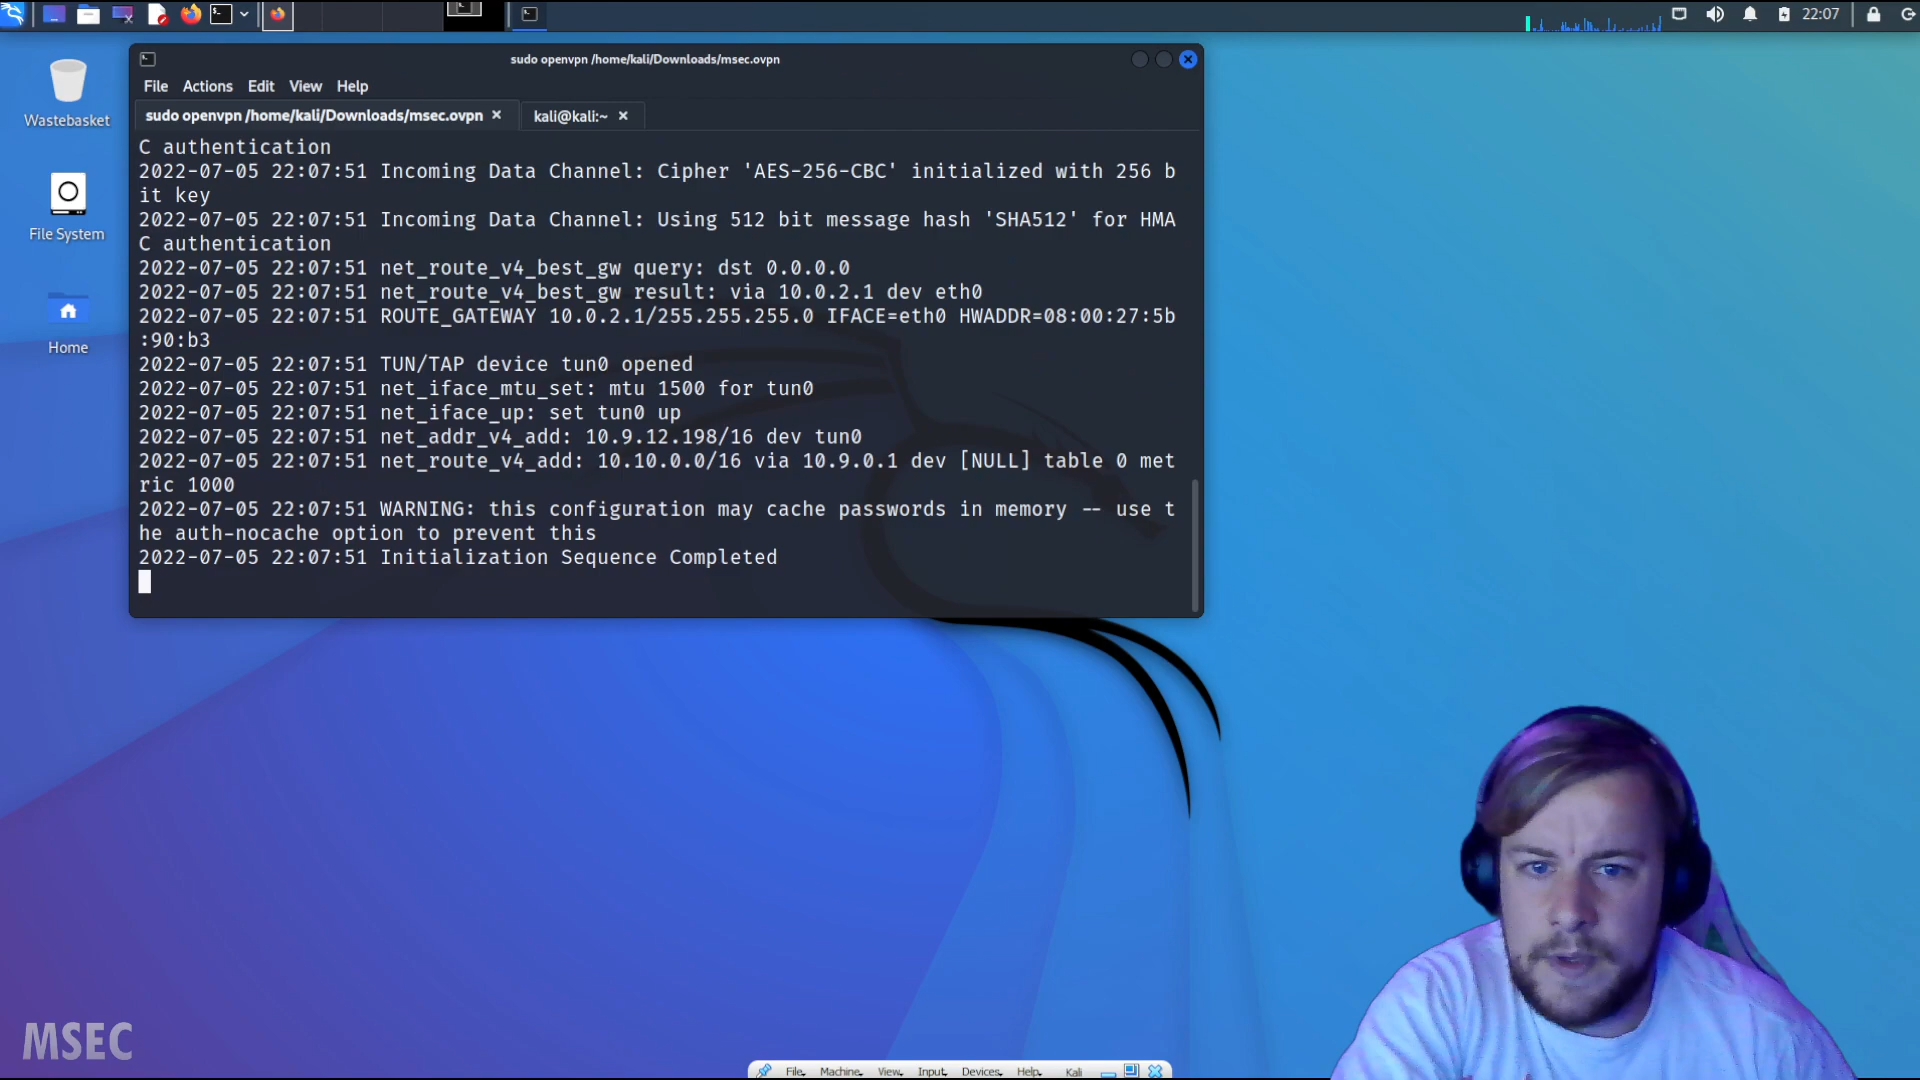 22:07
sudo openvpn /home/kali/Downloads/msec.ovpn
File Actions Edit View Help
sudo openvpn /home/kali/Downloads/msec.ovpn
kali@kali:~
C authentication
2022-07-05 22:07:51 Incoming Data Channel: Cipher 'AES-256-CBC' initialized with 256 b
it key
2022-07-05 22:07:51 Incoming Data Channel: Using 512 bit message hash 'SHA512' for HMA
C authentication
2022-07-05 22:07:51 net_route_v4_best_gw query: dst 0.0.0.0
2022-07-05 22:07:51 net_route_v4_best_gw result: via 10.0.2.1 dev eth0
2022-07-05 22:07:51 ROUTE_GATEWAY 10.0.2.1/255.255.255.0 IFACE=eth0 HWADDR=08:00:27:5b
:90:b3
2022-07-05 22:07:51 TUN/TAP device tun0 opened
2022-07-05 22:07:51 net_iface_mtu_set: mtu 1500 for tun0
2022-07-05 22:07:51 net_iface_up: set tun0 up
2022-07-05 22:07:51 net_addr_v4_add: 10.9.12.198/16 dev tun0
2022-07-05 22:07:51 net_route_v4_add: 10.10.0.0/16 via 10.9.0.1 dev [NULL] table 0 met
ric 1000
2022-07-05 22:07:51 WARNING: this configuration may cache passwords in memory -- use t
he auth-nocache option to prevent this
2022-07-05 22:07:51 Initialization Sequence Completed
Wastebasket
File System
Home
MSEC
File Machine View Input Devices Help Kali